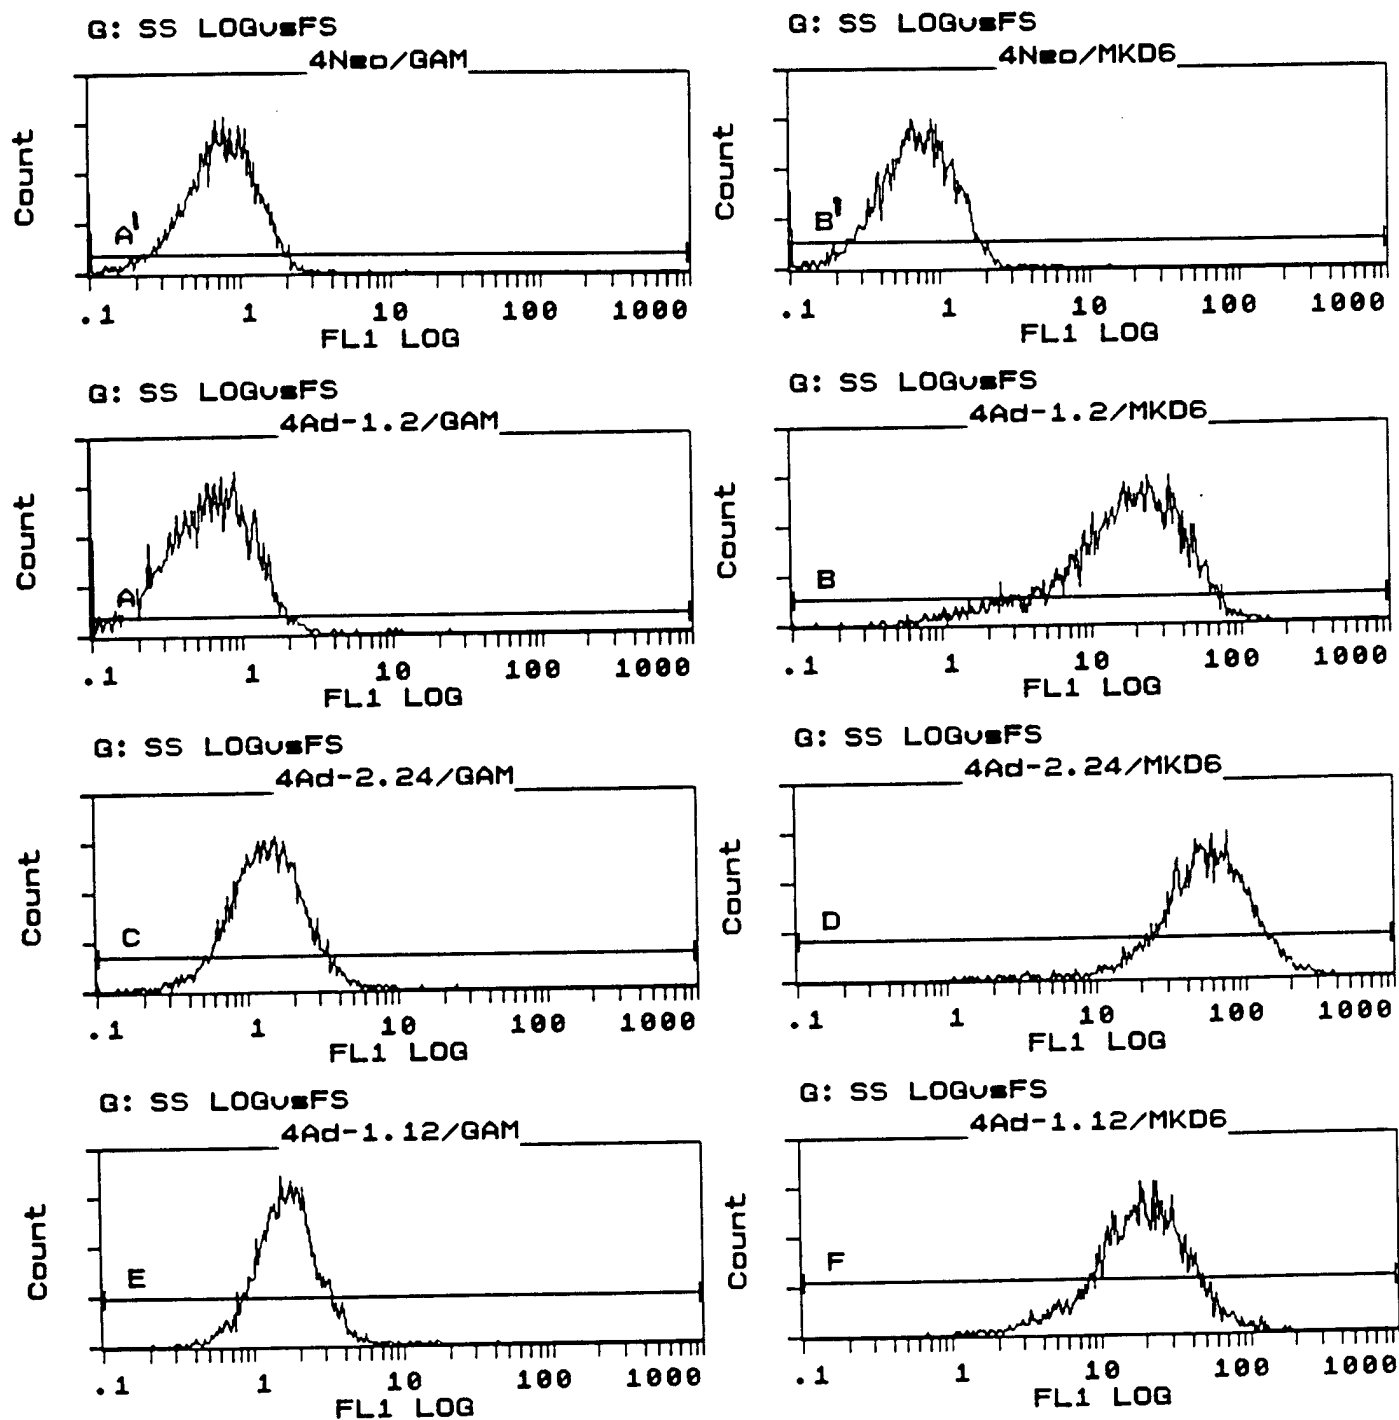 G: SS LOGvsFS
4Neo/GAM
Count
A'
.1 1 10 100 1000
FL1 LOG
G: SS LOGvsFS
4Neo/MKD6
Count
B'
.1 1 10 100 1000
FL1 LOG
G: SS LOGvsFS
4Ad-1.2/GAM
Count
A
.1 1 10 100 1000
FL1 LOG
G: SS LOGvsFS
4Ad-1.2/MKD6
Count
B
.1 1 10 100 1000
FL1 LOG
G: SS LOGvsFS
4Ad-2.24/GAM
Count
C
.1 1 10 100 1000
FL1 LOG
G: SS LOGvsFS
4Ad-2.24/MKD6
Count
D
.1 1 10 100 1000
FL1 LOG
G: SS LOGvsFS
4Ad-1.12/GAM
Count
E
.1 1 10 100 1000
FL1 LOG
G: SS LOGvsFS
4Ad-1.12/MKD6
Count
F
.1 1 10 100 1000
FL1 LOG